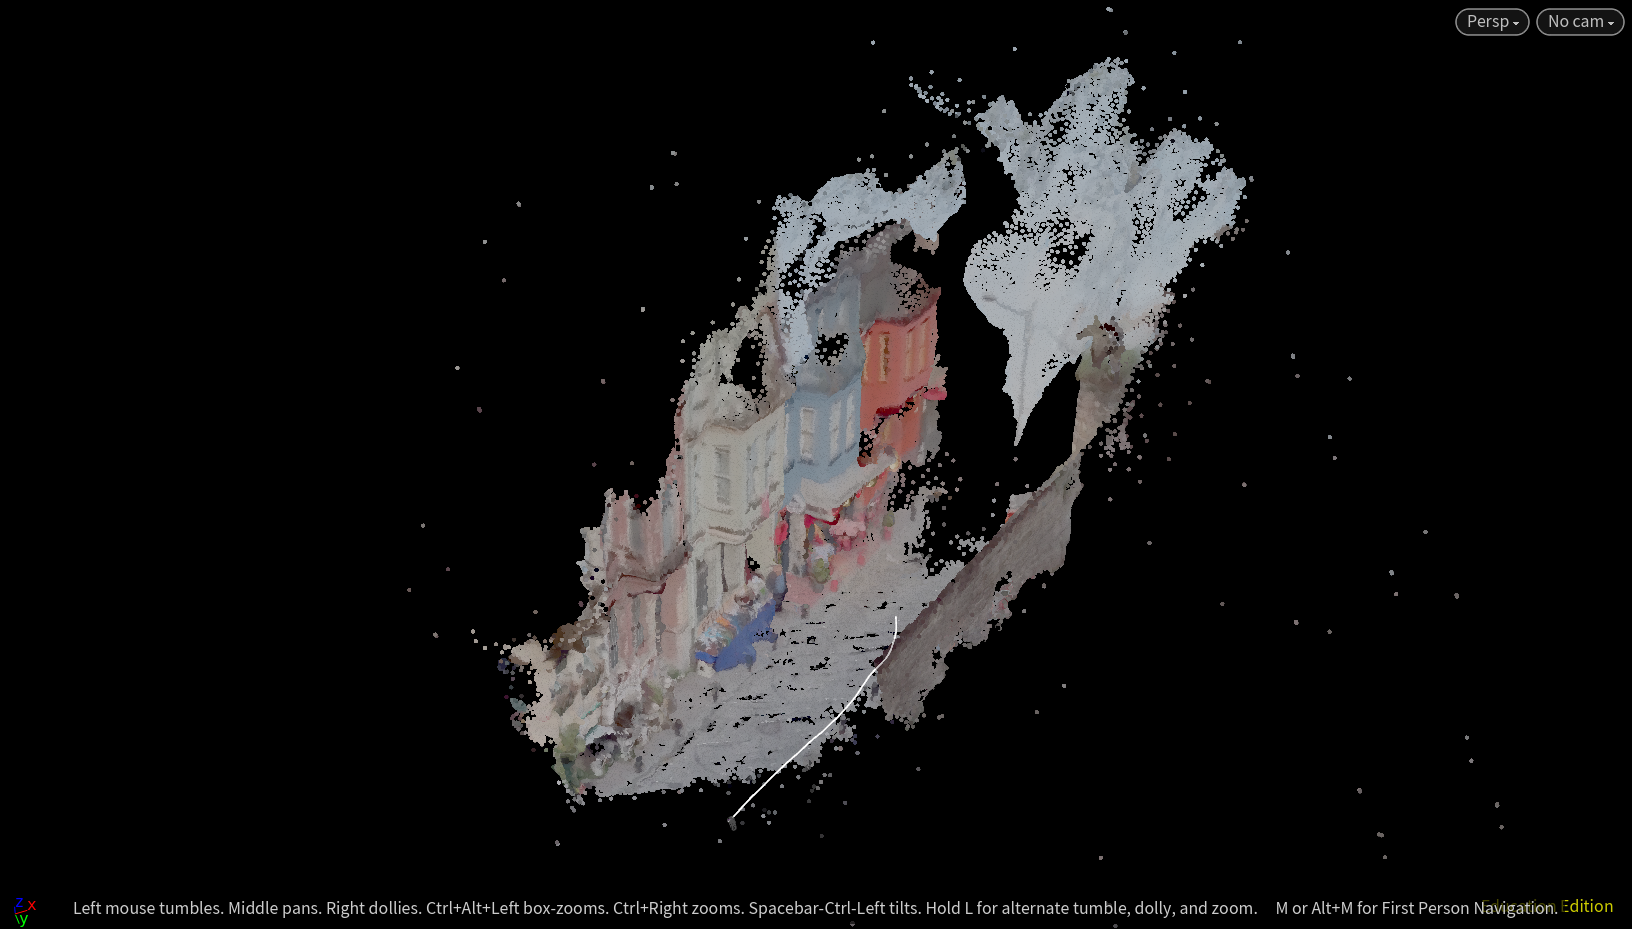 Persp
No cam
z x
y
Left mouse tumbles. Middle pans. Right dollies. Ctrl+Alt+Left box-zooms. Ctrl+Right zooms. Spacebar-Ctrl-Left tilts. Hold L for alternate tumble, dolly, and zoom. M or Alt+M for First Person Navigation.
Education Edition